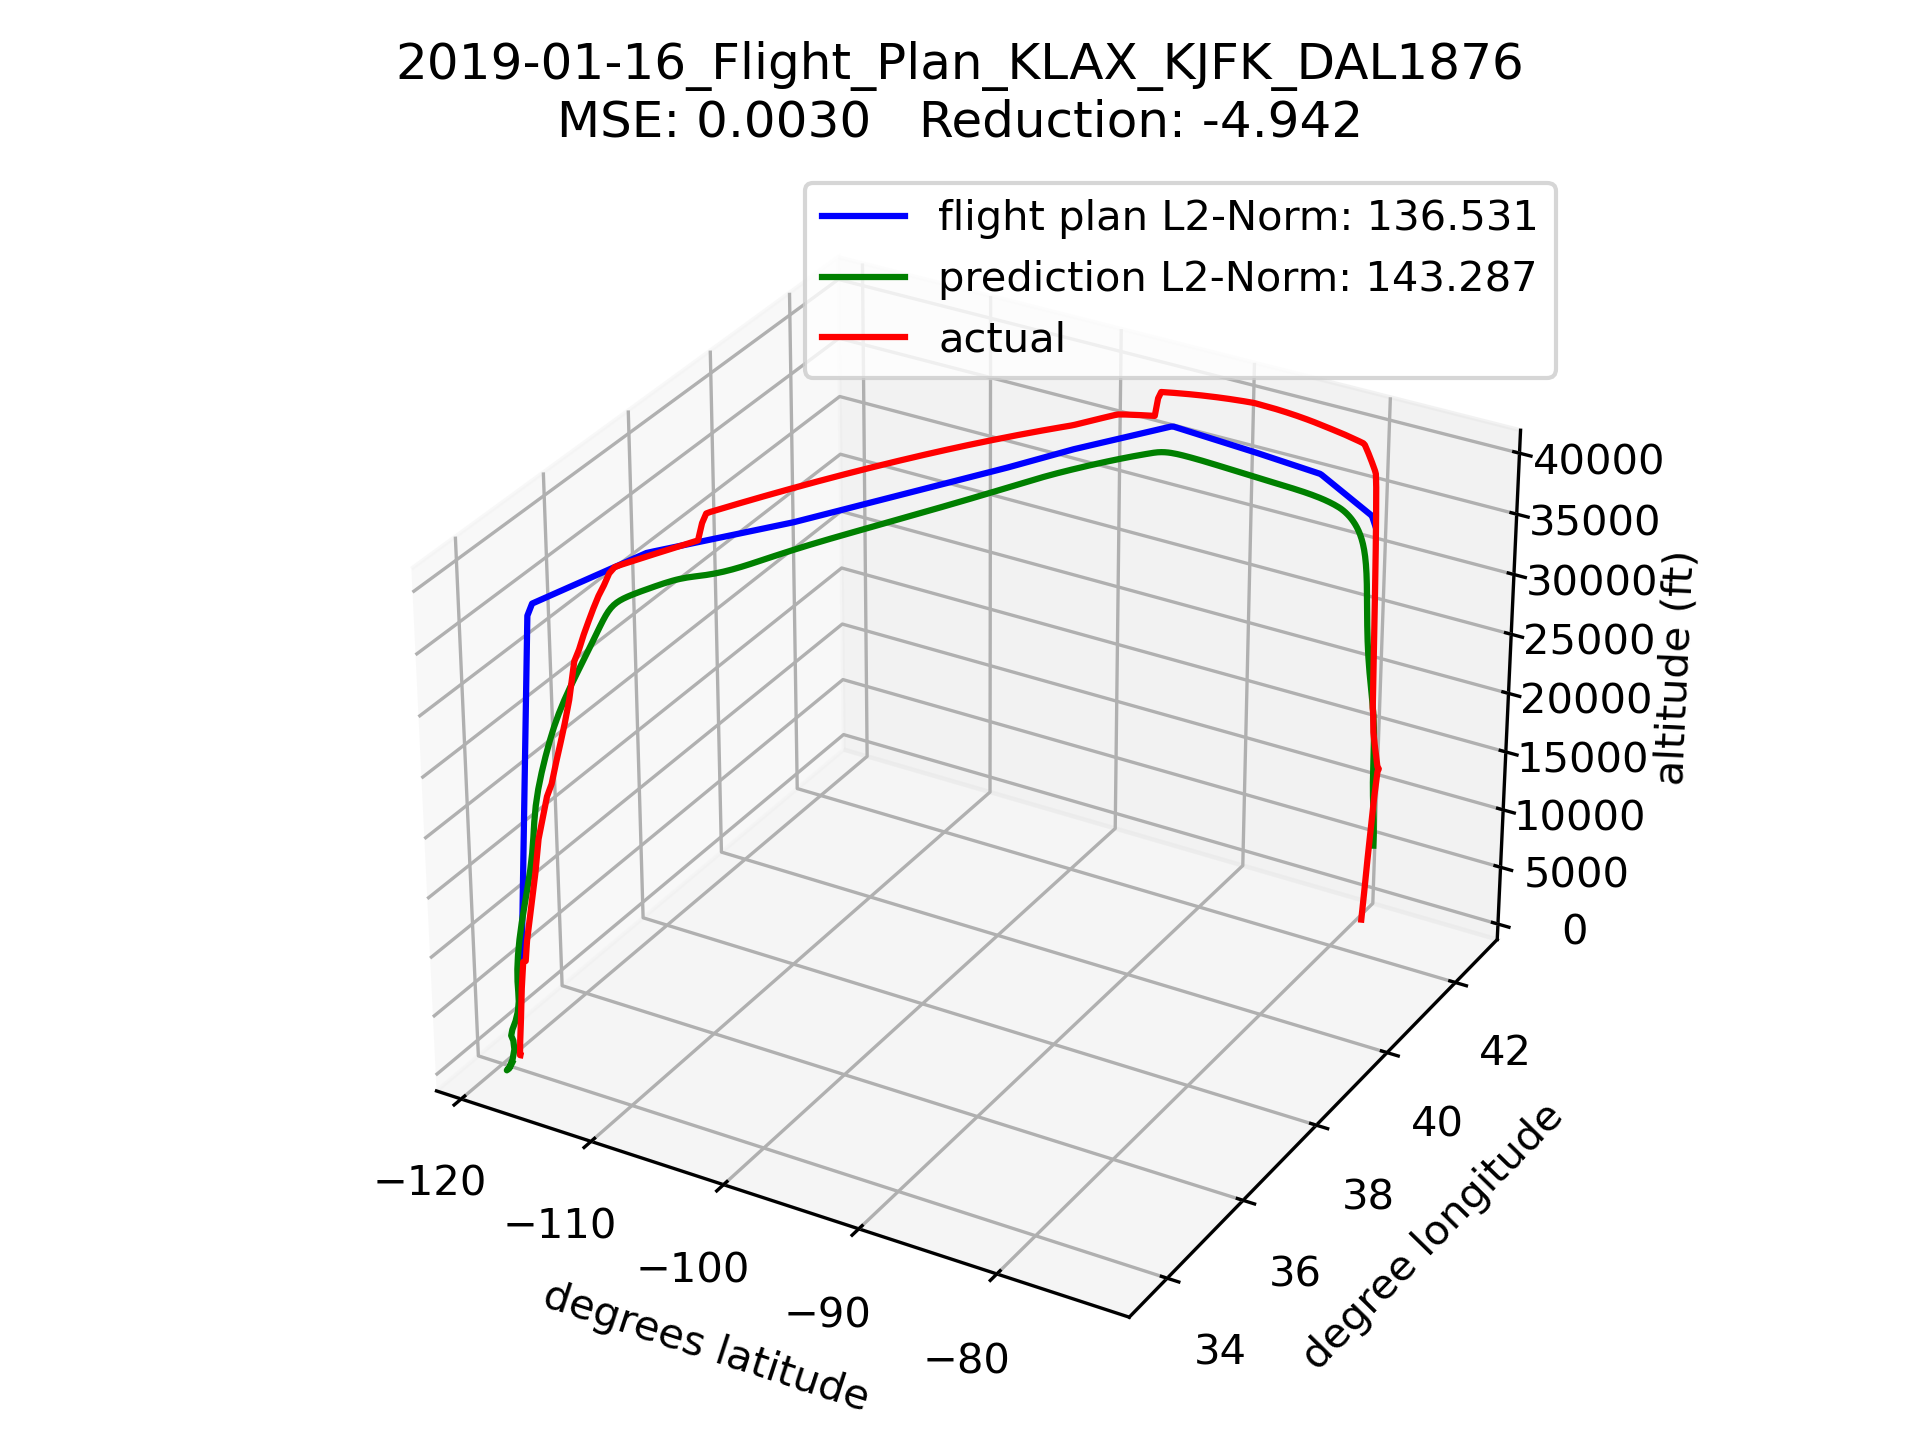 2019-01-16_Flight_Plan_KLAX_KJFK_DAL1876
MSE: 0.0030   Reduction: -4.942
flight plan L2-Norm: 136.531
prediction L2-Norm: 143.287
actual
40000
35000
30000
25000
20000
15000
10000
5000
0
altitude (ft)
42
40
38
36
34
degree longitude
−120
−110
−100
−90
−80
degrees latitude